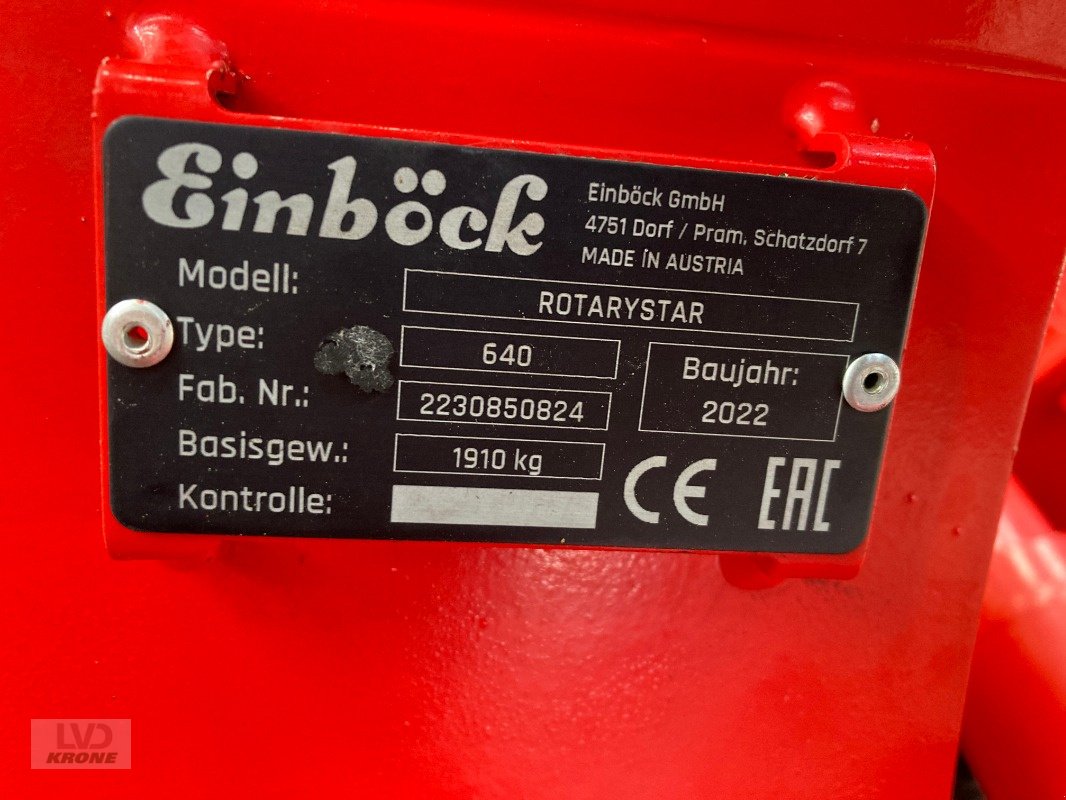 Einböck
Einböck GmbH
4751 Dorf / Pram, Schatzdorf 7
MADE IN AUSTRIA
Modell: ROTARYSTAR
Type: 640
Fab. Nr.: 2230850824
Baujahr:
2022
Basisgew.: 1910 kg
Kontrolle:
CE EAC
LVD
KRONE